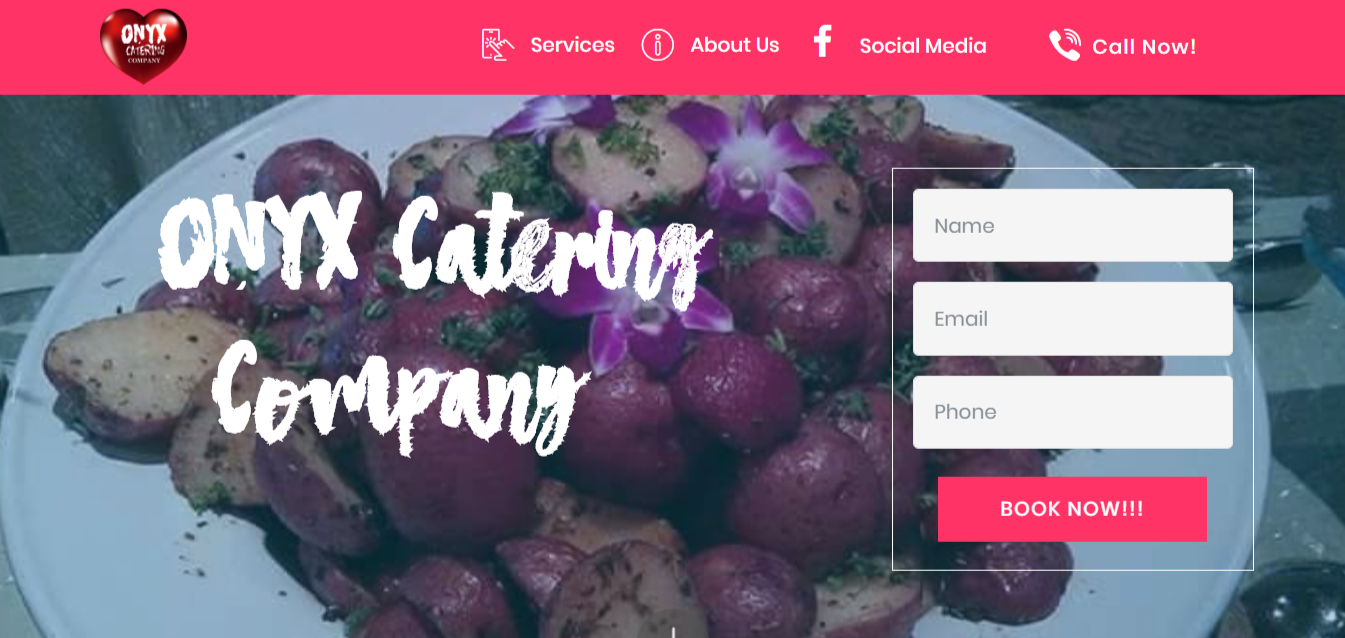 ONYX
CATERING
COMPANY
Services
About Us
Social Media
Call Now!
ONYX Catering
Company
Name
Email
Phone
BOOK NOW!!!